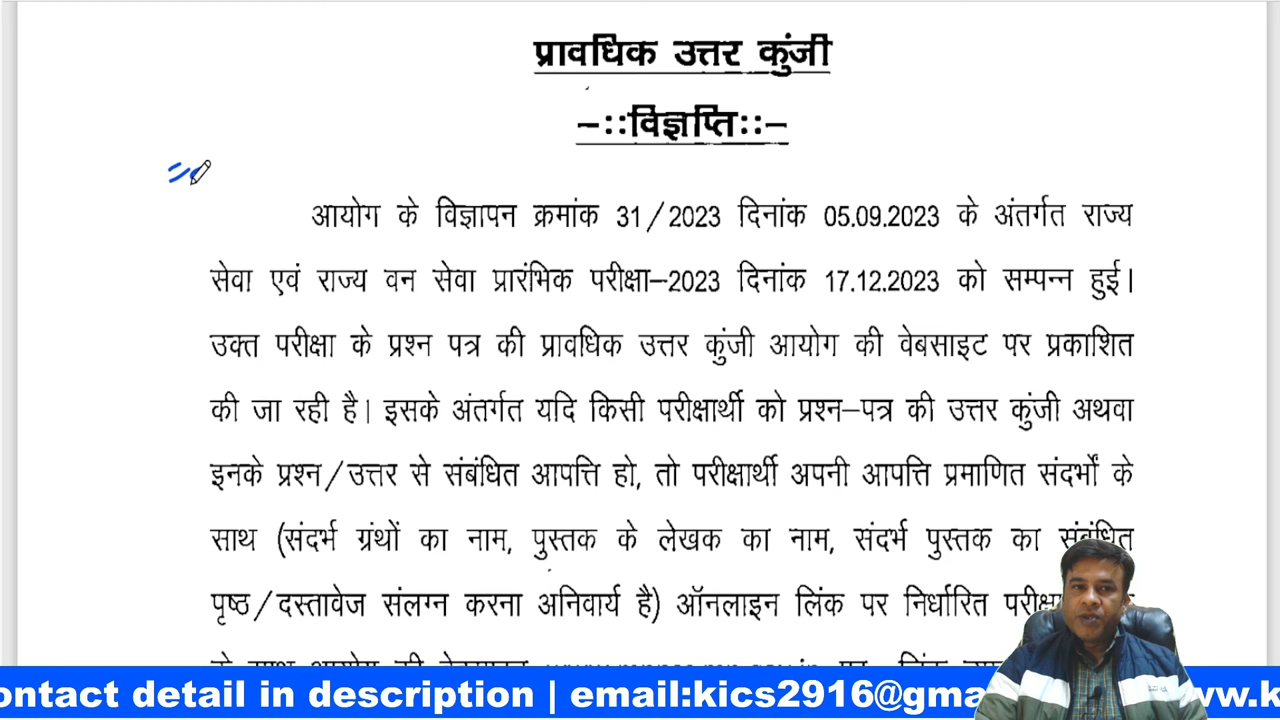 प्रावधिक उत्तर कुंजी
-::विज्ञप्ति::-
आयोग के विज्ञापन क्रमांक 31/2023 दिनांक 05.09.2023 के अंतर्गत राज्य
सेवा एवं राज्य वन सेवा प्रारंभिक परीक्षा-2023 दिनांक 17.12.2023 को सम्पन्न हुई।
उक्त परीक्षा के प्रश्न पत्र की प्रावधिक उत्तर कुंजी आयोग की वेबसाइट पर प्रकाशित
की जा रही है। इसके अंतर्गत यदि किसी परीक्षार्थी को प्रश्न-पत्र की उत्तर कुंजी अथवा
इनके प्रश्न/उत्तर से संबंधित आपत्ति हो, तो परीक्षार्थी अपनी आपत्ति प्रमाणित संदर्भों के
साथ (संदर्भ ग्रंथों का नाम, पुस्तक के लेखक का नाम, संदर्भ पुस्तक का संबंधित
पृष्ठ/दस्तावेज संलग्न करना अनिवार्य है) ऑनलाइन लिंक पर निर्धारित
ontact detail in description | email:kics2916@gma